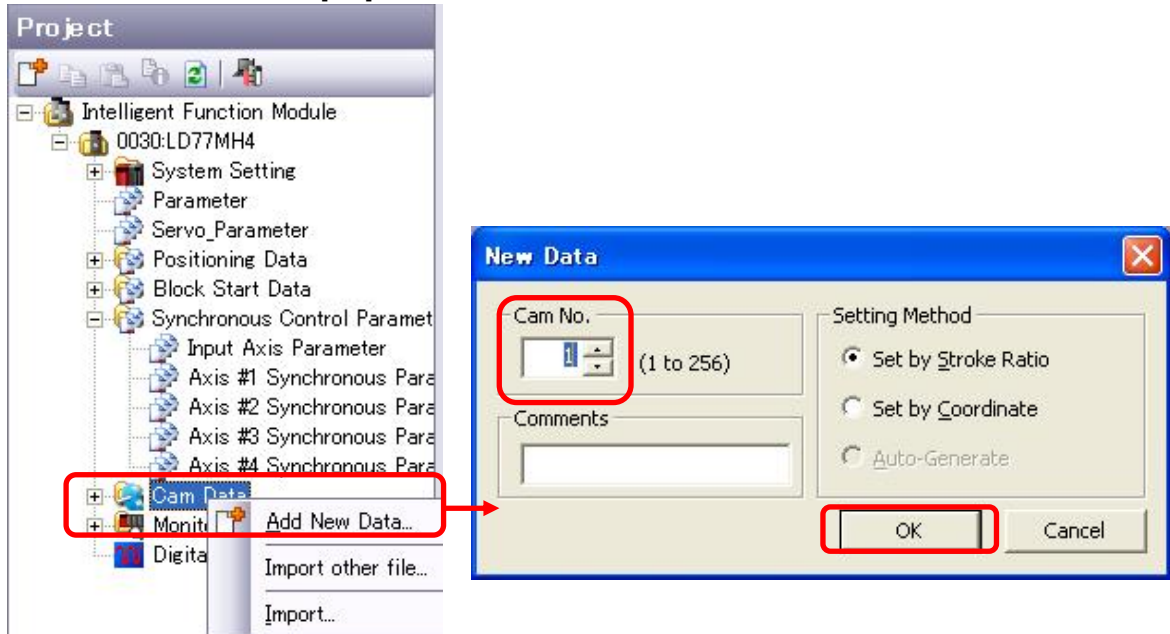 Project
Intelligent Function Module
0030:LD77MH4
System Setting
Parameter
Servo_Parameter
Positioning Data
Block Start Data
Synchronous Control Paramet
Input Axis Parameter
Axis #1 Synchronous Para
Axis #2 Synchronous Para
Axis #3 Synchronous Para
Axis #4 Synchronous Para
Cam Data
Monit
Digita
Add New Data...
Import other file...
Import...
New Data
Cam No.
1
(1 to 256)
Comments
Setting Method
Set by Stroke Ratio
Set by Coordinate
Auto-Generate
OK
Cancel